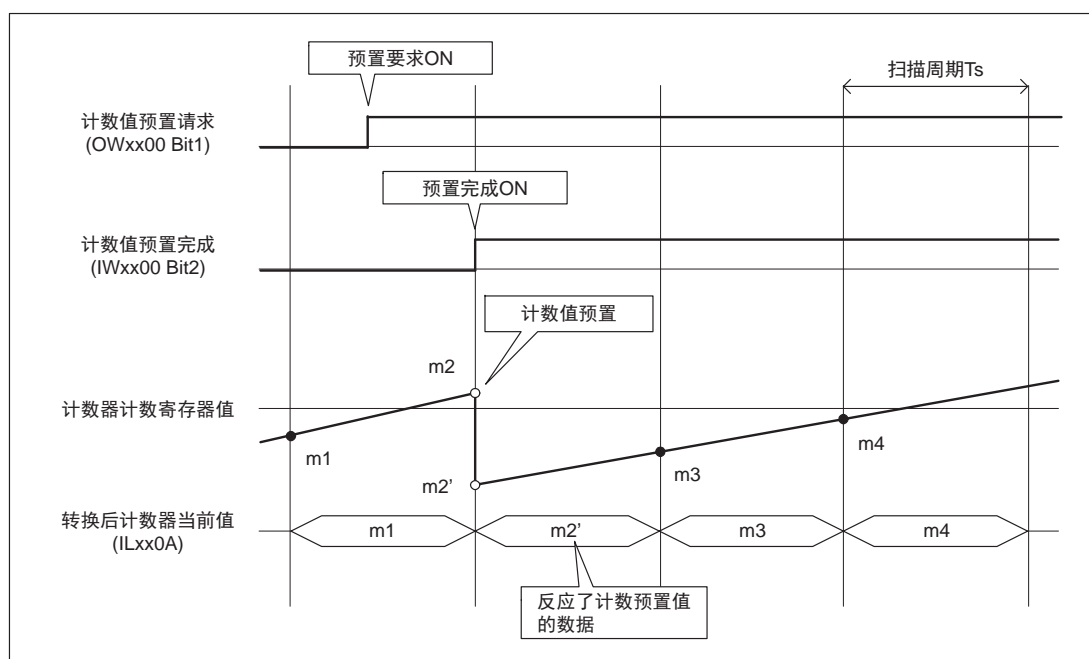 预置要求ON
扫描周期Ts
计数值预置请求
(OWxx00 Bit1)
预置完成ON
计数值预置完成
(IWxx00 Bit2)
计数值预置
m2
计数器计数寄存器值
m1
m2’
m3
m4
转换后计数器当前值
(ILxx0A)
m1
m2’
m3
m4
反应了计数预置值
的数据